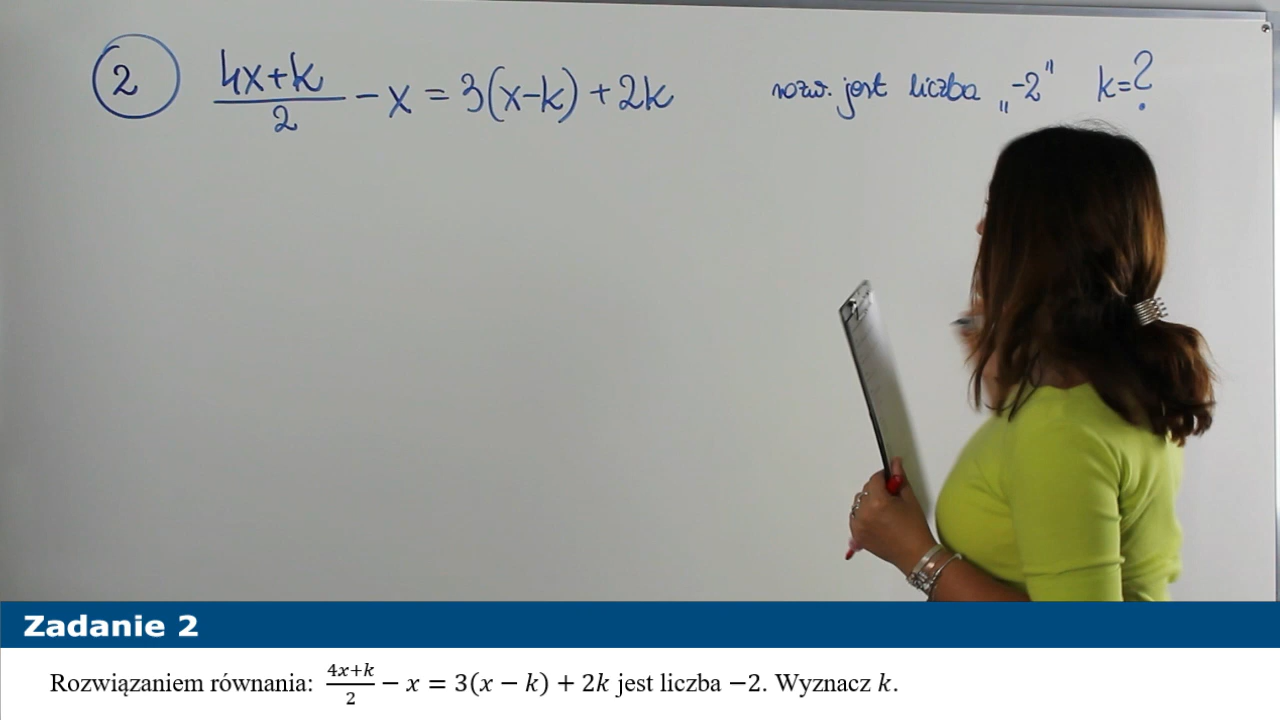 2 (4x+k)/2 - x = 3(x-k) + 2k rozw. jest liczba „-2" k=?
Zadanie 2
Rozwiązaniem równania: (4x+k)/2 − x = 3(x − k) + 2k jest liczba −2. Wyznacz k.